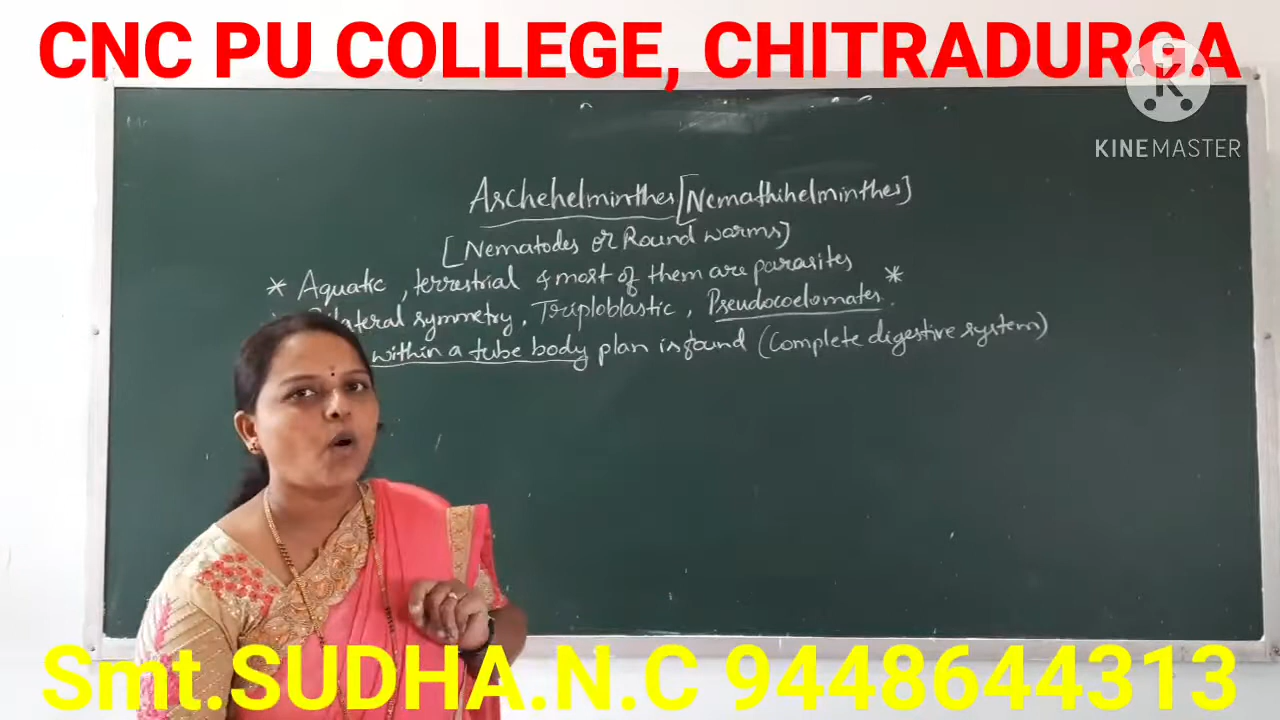 CNC PU COLLEGE, CHITRADURGA
K
KINEMASTER
Aschehelminthes [Nemathihelminthes]
[Nematodes or Round warms]
* Aquatic, terrestrial & most of them are parasites
Bilateral symmetry, Triploblastic, Pseudocoelomates. *
within a tube body plan is found (Complete digestive system)
Smt.SUDHA.N.C 9448644313